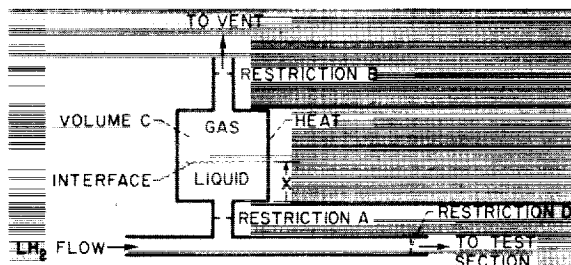 TO VENT
RESTRICTION B
VOLUME C
GAS
HEAT
INTERFACE
LIQUID
X
RESTRICTION A
RESTRICTION D
LH2 FLOW
TO TEST
SECTION